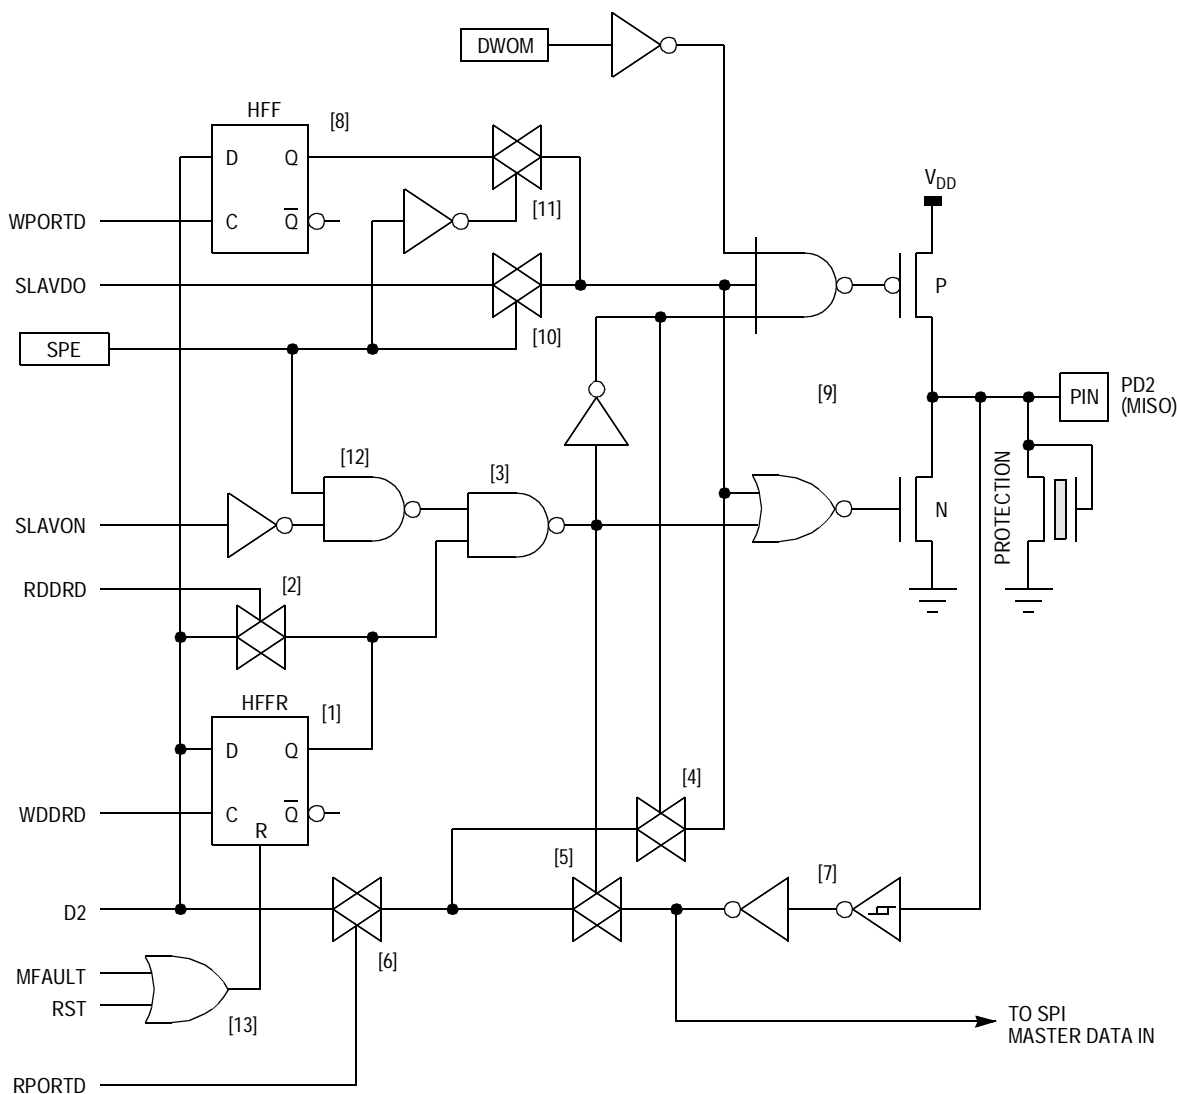 DWOM
HFF
[8]
D
Q
WPORTD
C
Q
[11]
VDD
SLAVDO
P
[10]
SPE
[9]
PIN
PD2
(MISO)
[12]
[3]
PROTECTION
N
SLAVON
RDDRD
[2]
HFFR
[1]
D
Q
[4]
WDDRD
C
Q
R
[5]
[7]
D2
[6]
MFAULT
RST
[13]
TO SPI
MASTER DATA IN
RPORTD